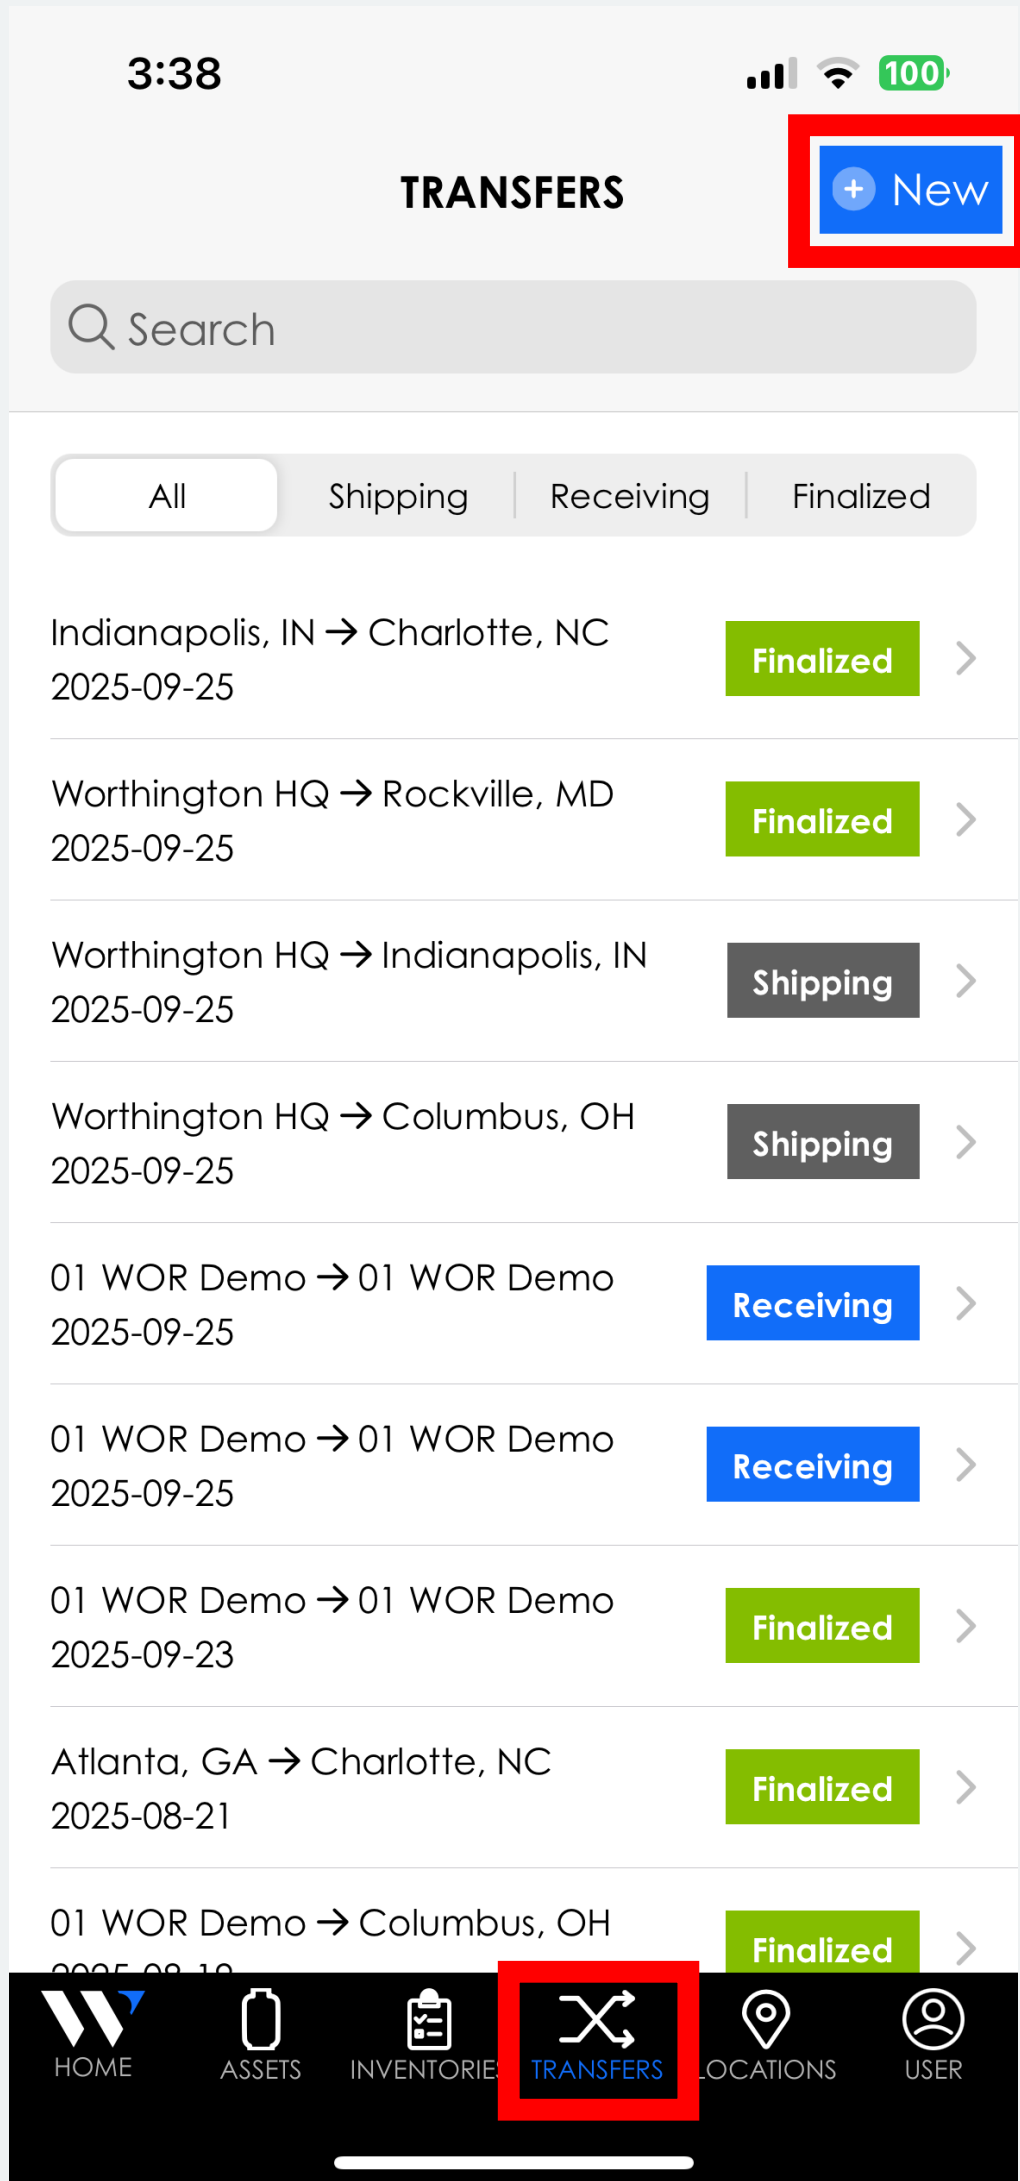 3:38
100
TRANSFERS
New
Search
All Shipping Receiving Finalized
Indianapolis, IN → Charlotte, NC
2025-09-25
Finalized
Worthington HQ → Rockville, MD
2025-09-25
Finalized
Worthington HQ → Indianapolis, IN
2025-09-25
Shipping
Worthington HQ → Columbus, OH
2025-09-25
Shipping
01 WOR Demo → 01 WOR Demo
2025-09-25
Receiving
01 WOR Demo → 01 WOR Demo
2025-09-25
Receiving
01 WOR Demo → 01 WOR Demo
2025-09-23
Finalized
Atlanta, GA → Charlotte, NC
2025-08-21
Finalized
01 WOR Demo → Columbus, OH
Finalized
HOME ASSETS INVENTORIES TRANSFERS LOCATIONS USER